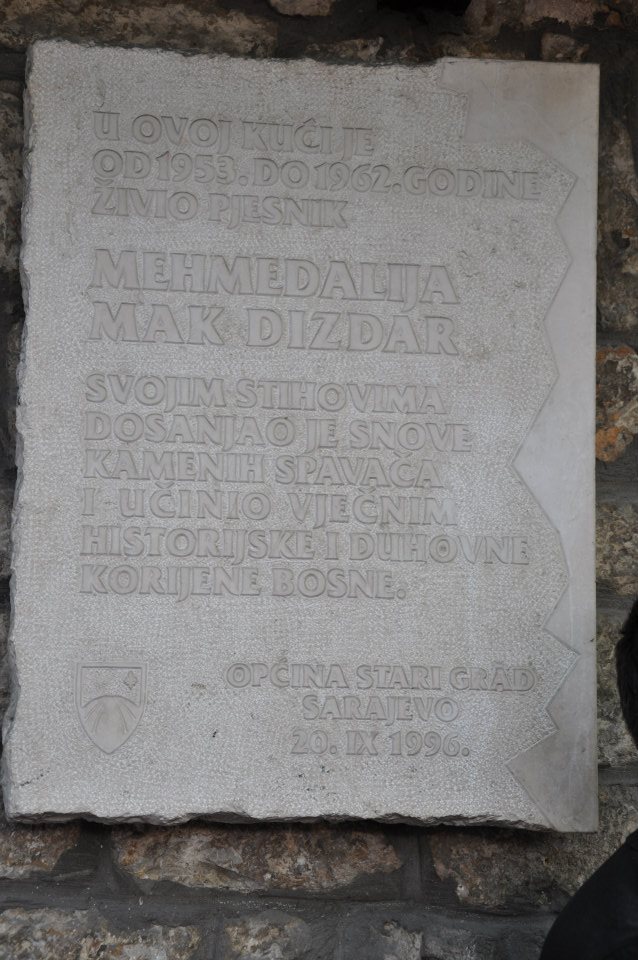 U OVOJ KUĆI JE
OD 1953. DO 1962. GODINE
ŽIVIO PJESNIK
MEHMEDALIJA
MAK DIZDAR
SVOJIM STIHOVIMA
DOSANJAO JE SNOVE
KAMENIH SPAVAČA
I UČINIO VJEČNIM
HISTORIJSKE I DUHOVNE
KORIJENE BOSNE.
OPĆINA STARI GRAD
SARAJEVO
20. IX 1996.